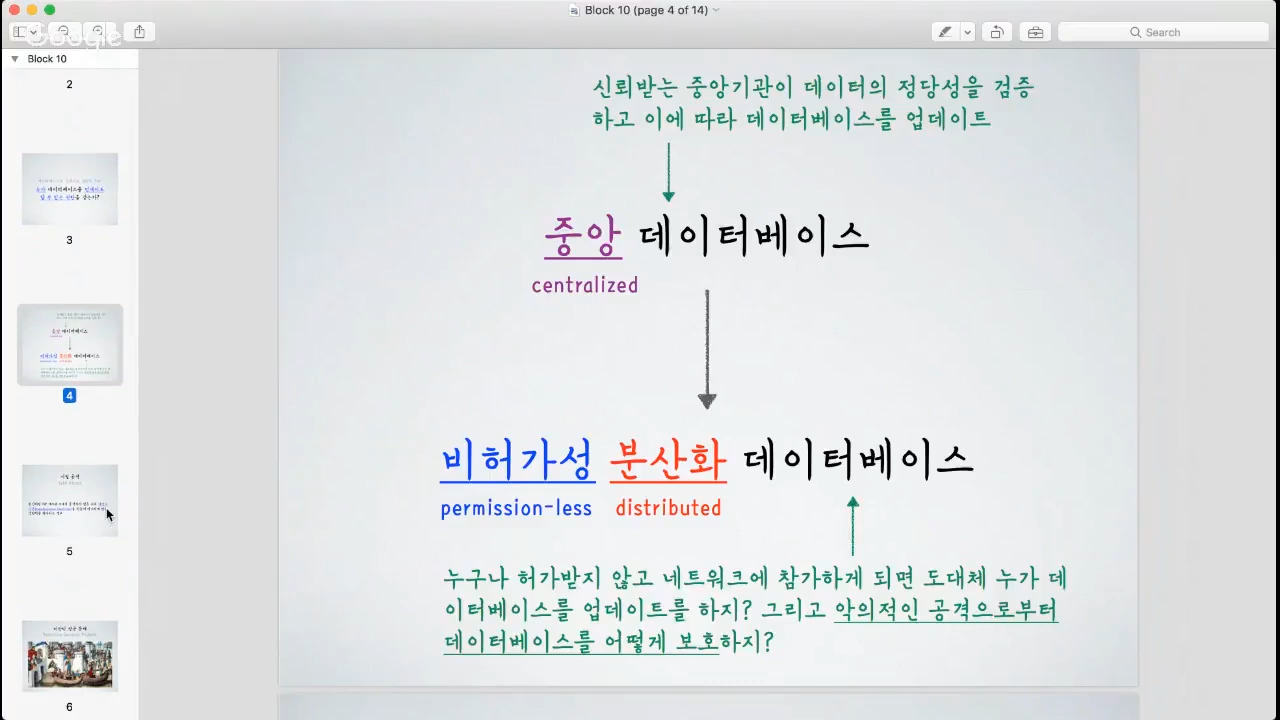 Block 10 (page 4 of 14)
Google
Search
Block 10
2
3
4
5
6
신뢰받는 중앙기관이 데이터의 정당성을 검증
하고 이에 따라 데이터베이스를 업데이트
중앙 데이터베이스
centralized
비허가성 분산화 데이터베이스
permission-less distributed
누구나 허가받지 않고 네트워크에 참가하게 되면 도대체 누가 데
이터베이스를 업데이트를 하지? 그리고 악의적인 공격으로부터
데이터베이스를 어떻게 보호하지?